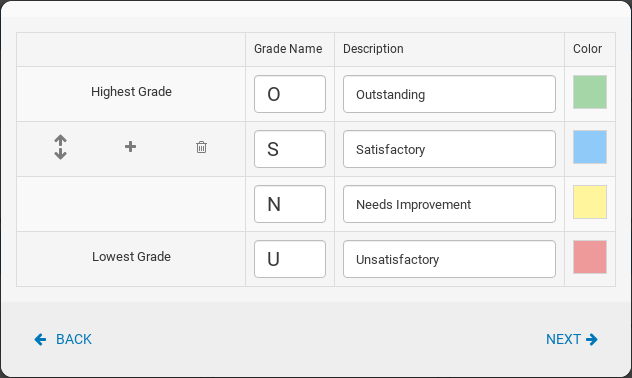 Grade Name Description Color
Highest Grade O Outstanding
S Satisfactory
N Needs Improvement
Lowest Grade U Unsatisfactory
BACK NEXT